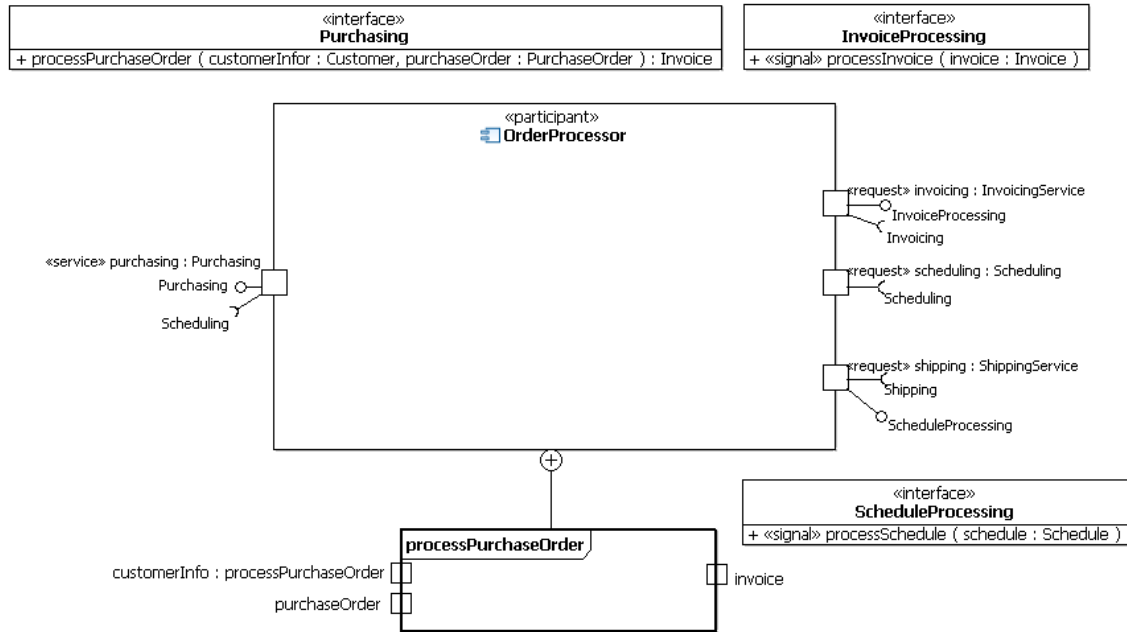 «interface»
Purchasing
+ processPurchaseOrder ( customerInfor : Customer, purchaseOrder : PurchaseOrder ) : Invoice
«interface»
InvoiceProcessing
+ «signal» processInvoice ( invoice : Invoice )
«participant»
OrderProcessor
«service» purchasing : Purchasing
Purchasing
Scheduling
«request» invoicing : InvoicingService
InvoiceProcessing
Invoicing
«request» scheduling : Scheduling
Scheduling
«request» shipping : ShippingService
Shipping
ScheduleProcessing
«interface»
ScheduleProcessing
+ «signal» processSchedule ( schedule : Schedule )
processPurchaseOrder
customerInfo : processPurchaseOrder
purchaseOrder
invoice